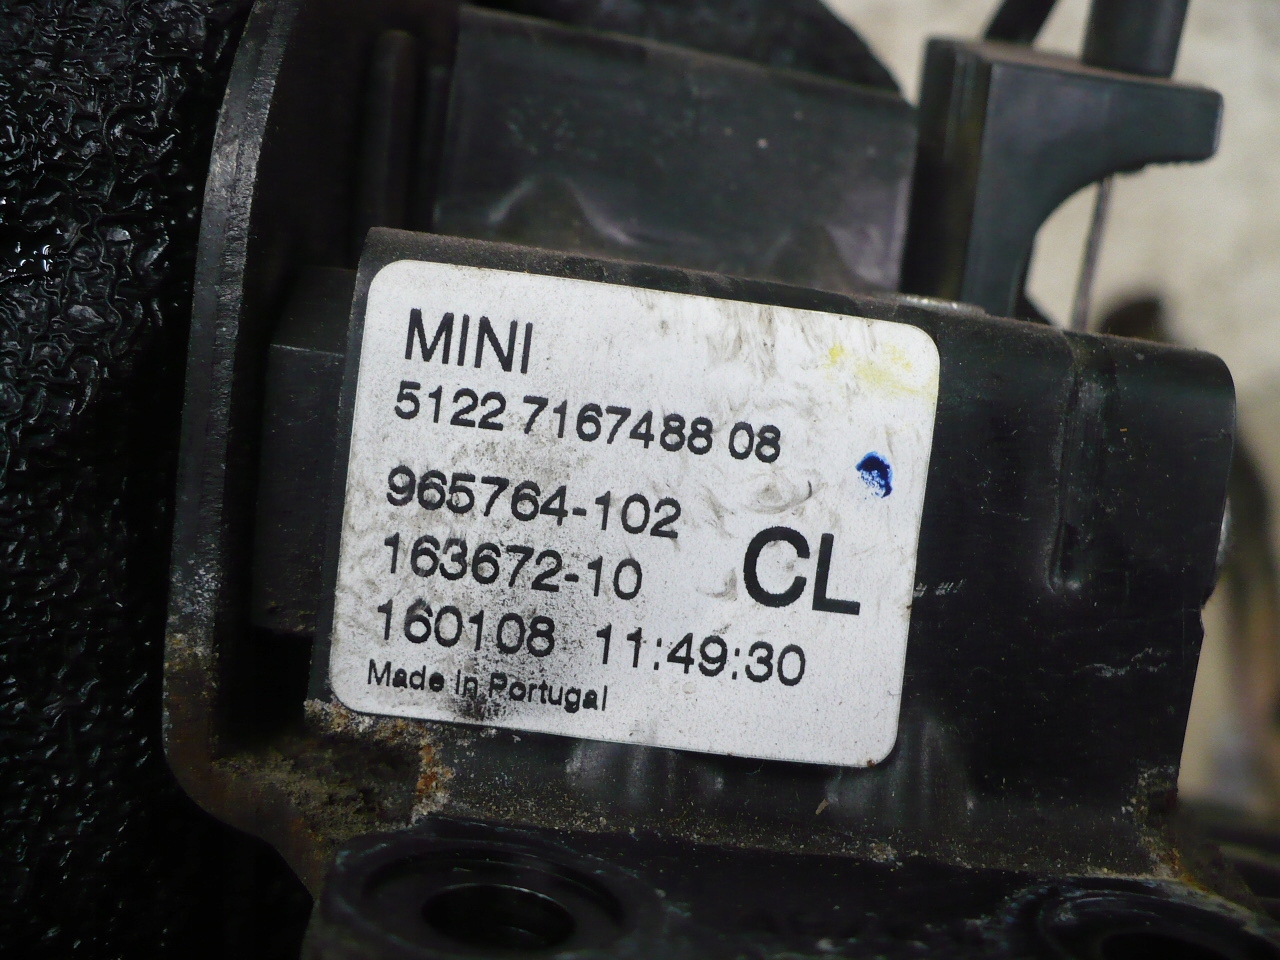 MINI
5122 7167488 08
965764-102
163672-10 CL
160108 11:49:30
Made in Portugal